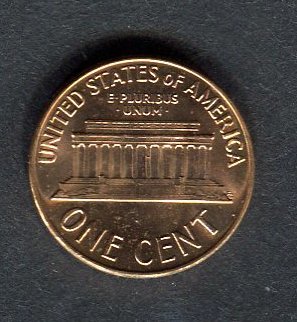 UNITED STATES OF AMERICA
E·PLURIBUS
·UNUM·
ONE CENT